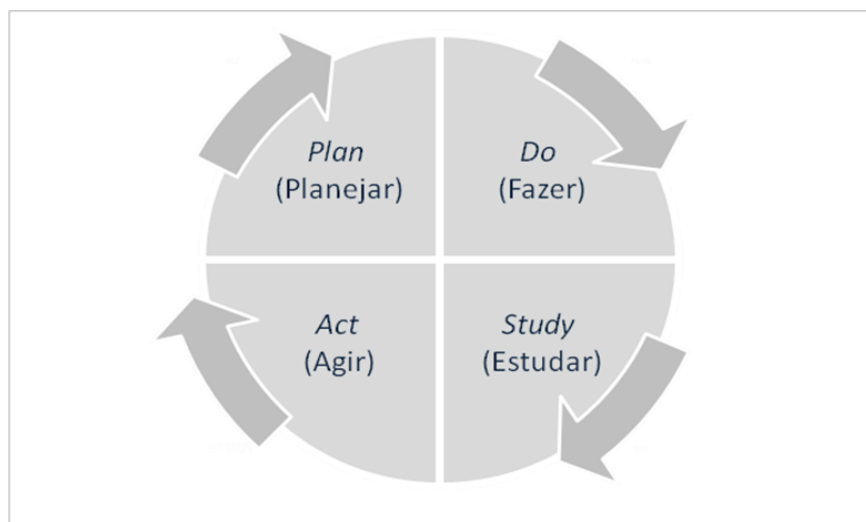 Plan
(Planejar)
Do
(Fazer)
Act
(Agir)
Study
(Estudar)